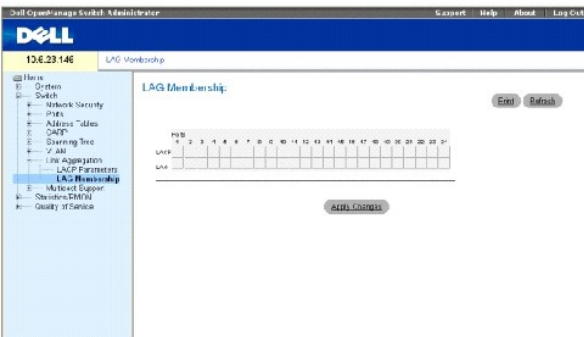 Dell OpenManage Switch Administrator
Support Help About Log Out
DELL
10.6.23.146
LAG Membership
Home
System
Switch
Network Security
Ports
Address Tables
GARP
Spanning Tree
VLAN
Link Aggregation
LACP Parameters
LAG Membership
Multicast Support
Statistics/RMON
Quality of Service
LAG Membership
Print Refresh
Ports
1 2 3 4 5 6 7 8 9 10 11 12 13 14 15 16 17 18 19 20 21 22 23 24
LACP
LAG
Apply Changes